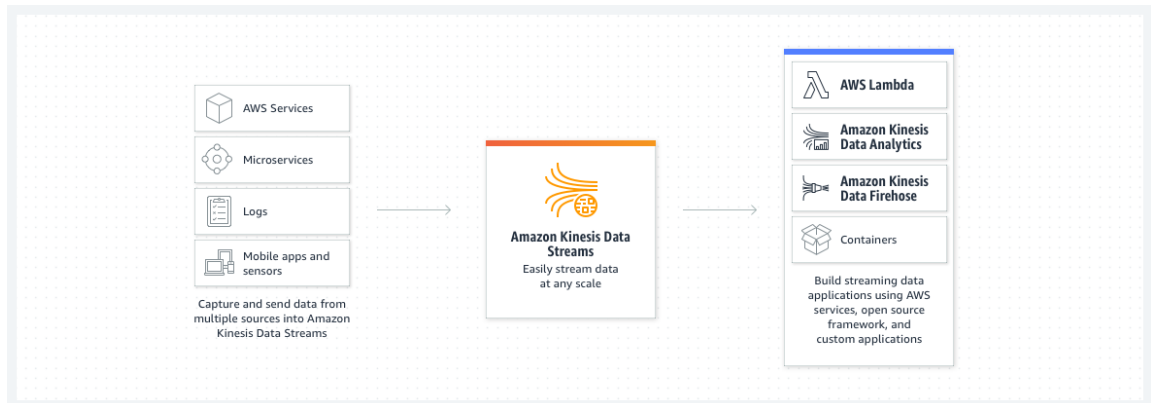 AWS Services
Microservices
Logs
Mobile apps and
sensors
Capture and send data from
multiple sources into Amazon
Kinesis Data Streams
Amazon Kinesis Data
Streams
Easily stream data
at any scale
AWS Lambda
Amazon Kinesis
Data Analytics
Amazon Kinesis
Data Firehose
Containers
Build streaming data
applications using AWS
services, open source
framework, and
custom applications